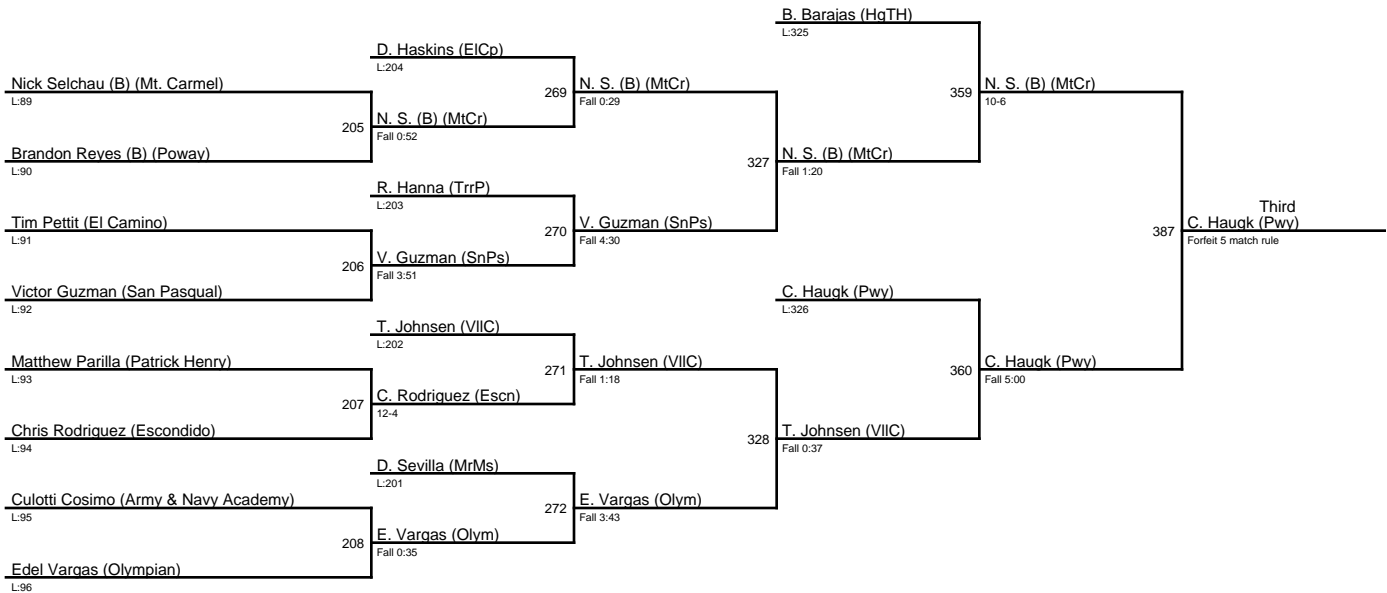 B. Barajas (HgTH)
L:325
D. Haskins (ElCp)
L:204
Nick Selchau (B) (Mt. Carmel)
L:89
269
N. S. (B) (MtCr)
Fall 0:29
359
N. S. (B) (MtCr)
10-6
205
N. S. (B) (MtCr)
Fall 0:52
Brandon Reyes (B) (Poway)
L:90
327
N. S. (B) (MtCr)
Fall 1:20
R. Hanna (TrrP)
L:203
Tim Pettit (El Camino)
L:91
270
V. Guzman (SnPs)
Fall 4:30
387
Third
C. Haugk (Pwy)
Forfeit 5 match rule
206
V. Guzman (SnPs)
Fall 3:51
Victor Guzman (San Pasqual)
L:92
C. Haugk (Pwy)
L:326
T. Johnsen (VllC)
L:202
Matthew Parilla (Patrick Henry)
L:93
271
T. Johnsen (VllC)
Fall 1:18
360
C. Haugk (Pwy)
Fall 5:00
207
C. Rodriguez (Escn)
12-4
Chris Rodriguez (Escondido)
L:94
328
T. Johnsen (VllC)
Fall 0:37
D. Sevilla (MrMs)
L:201
Culotti Cosimo (Army & Navy Academy)
L:95
272
E. Vargas (Olym)
Fall 3:43
208
E. Vargas (Olym)
Fall 0:35
Edel Vargas (Olympian)
L:96